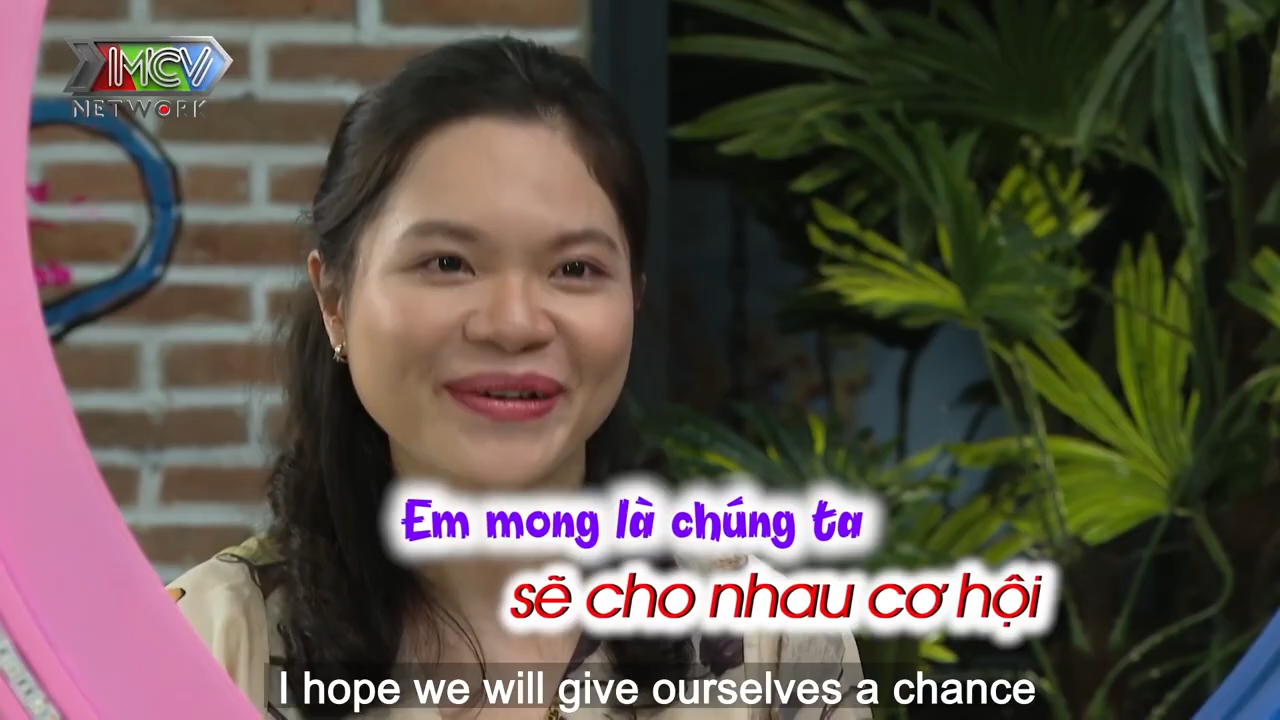 MCV
NETWORK
Em mong là chúng ta
sẽ cho nhau cơ hội
I hope we will give ourselves a chance